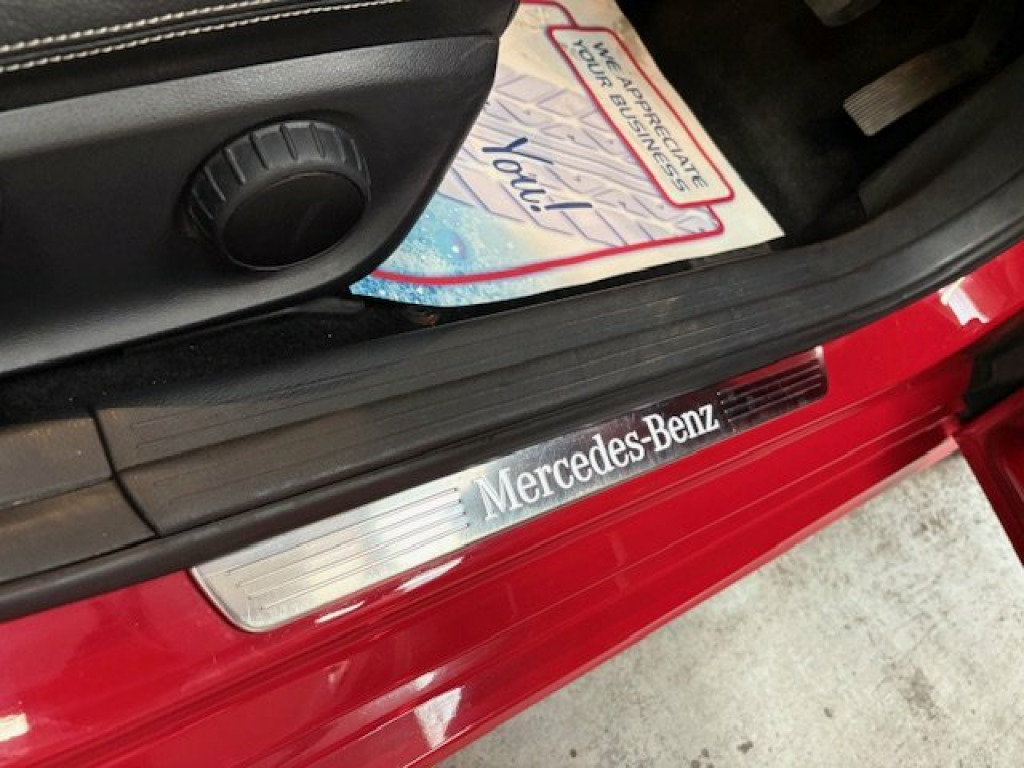 WE APPRECIATE
YOUR BUSINESS
You!
Mercedes-Benz